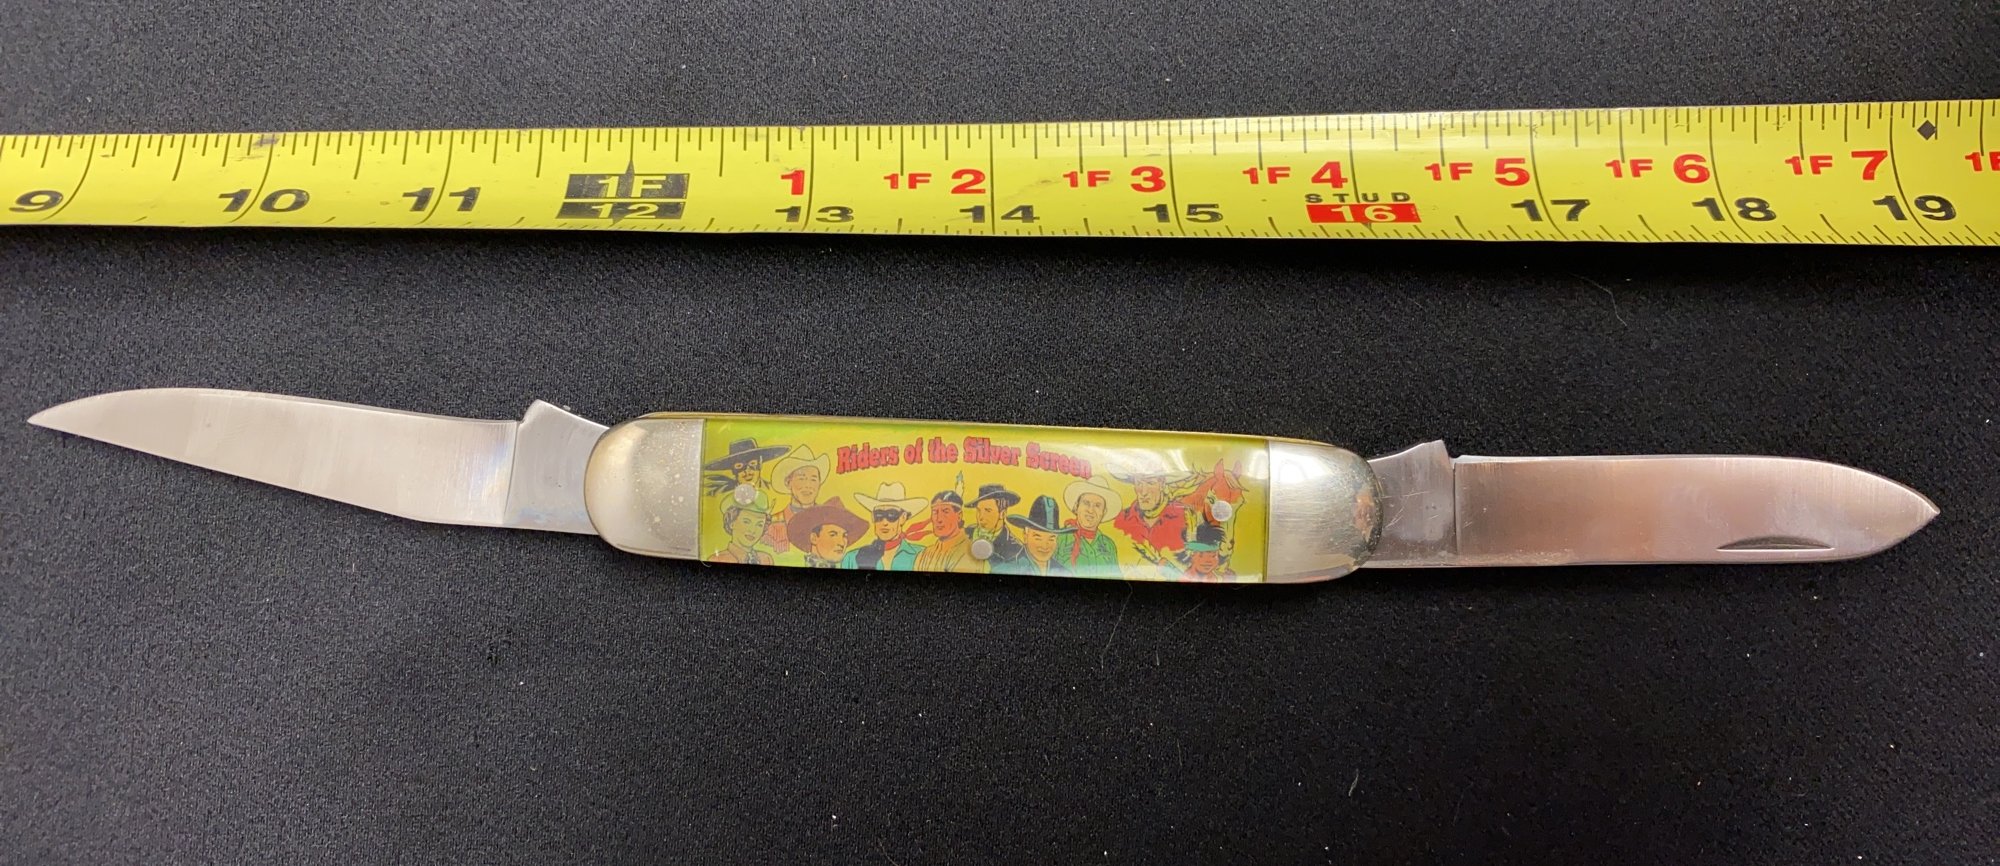 1F 1 1F 2 1F 3 1F 4 1F 5 1F 6 1F 7 1F
STUD
9 10 11 12 13 14 15 16 17 18 19
Riders of the Silver Screen